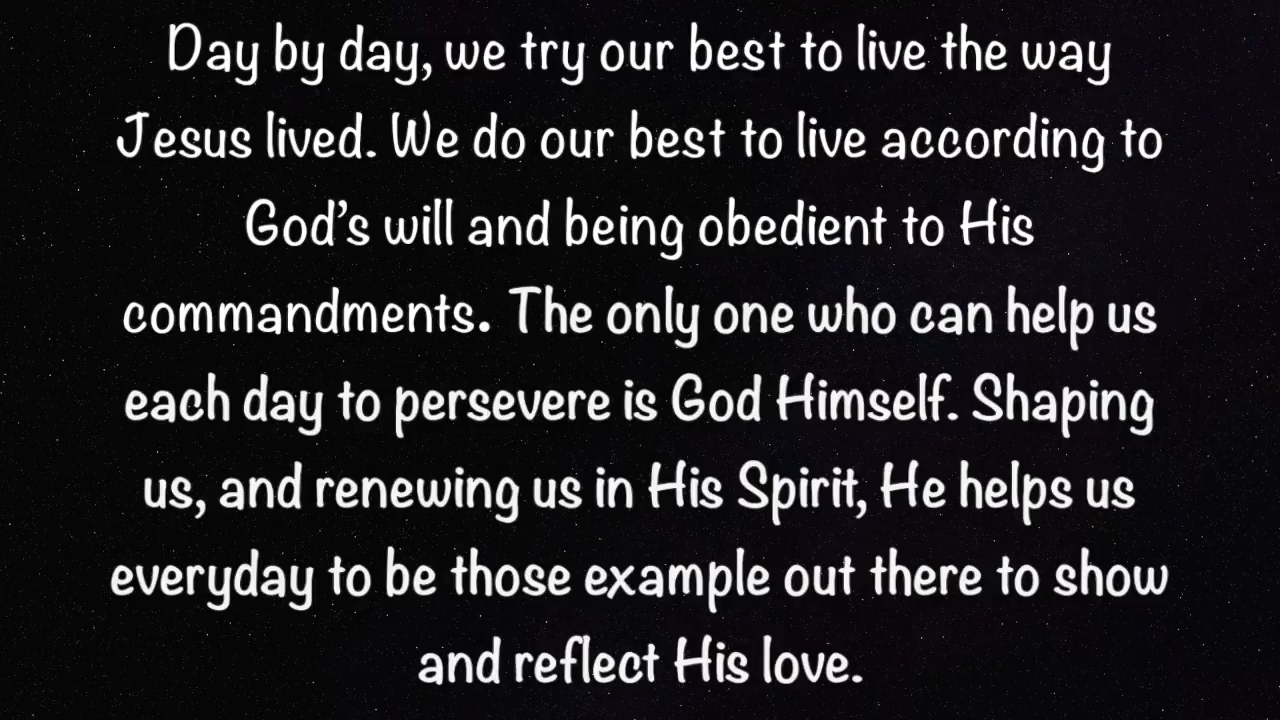 Day by day, we try our best to live the way
Jesus lived. We do our best to live according to
God’s will and being obedient to His
commandments. The only one who can help us
each day to persevere is God Himself. Shaping
us, and renewing us in His Spirit, He helps us
everyday to be those example out there to show
and reflect His love.